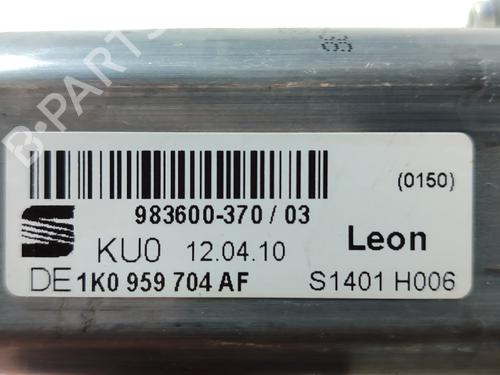 B-PARTS
(0150)
983600-370 / 03
KU0 12.04.10 Leon
DE 1K0 959 704 AF S1401 H006